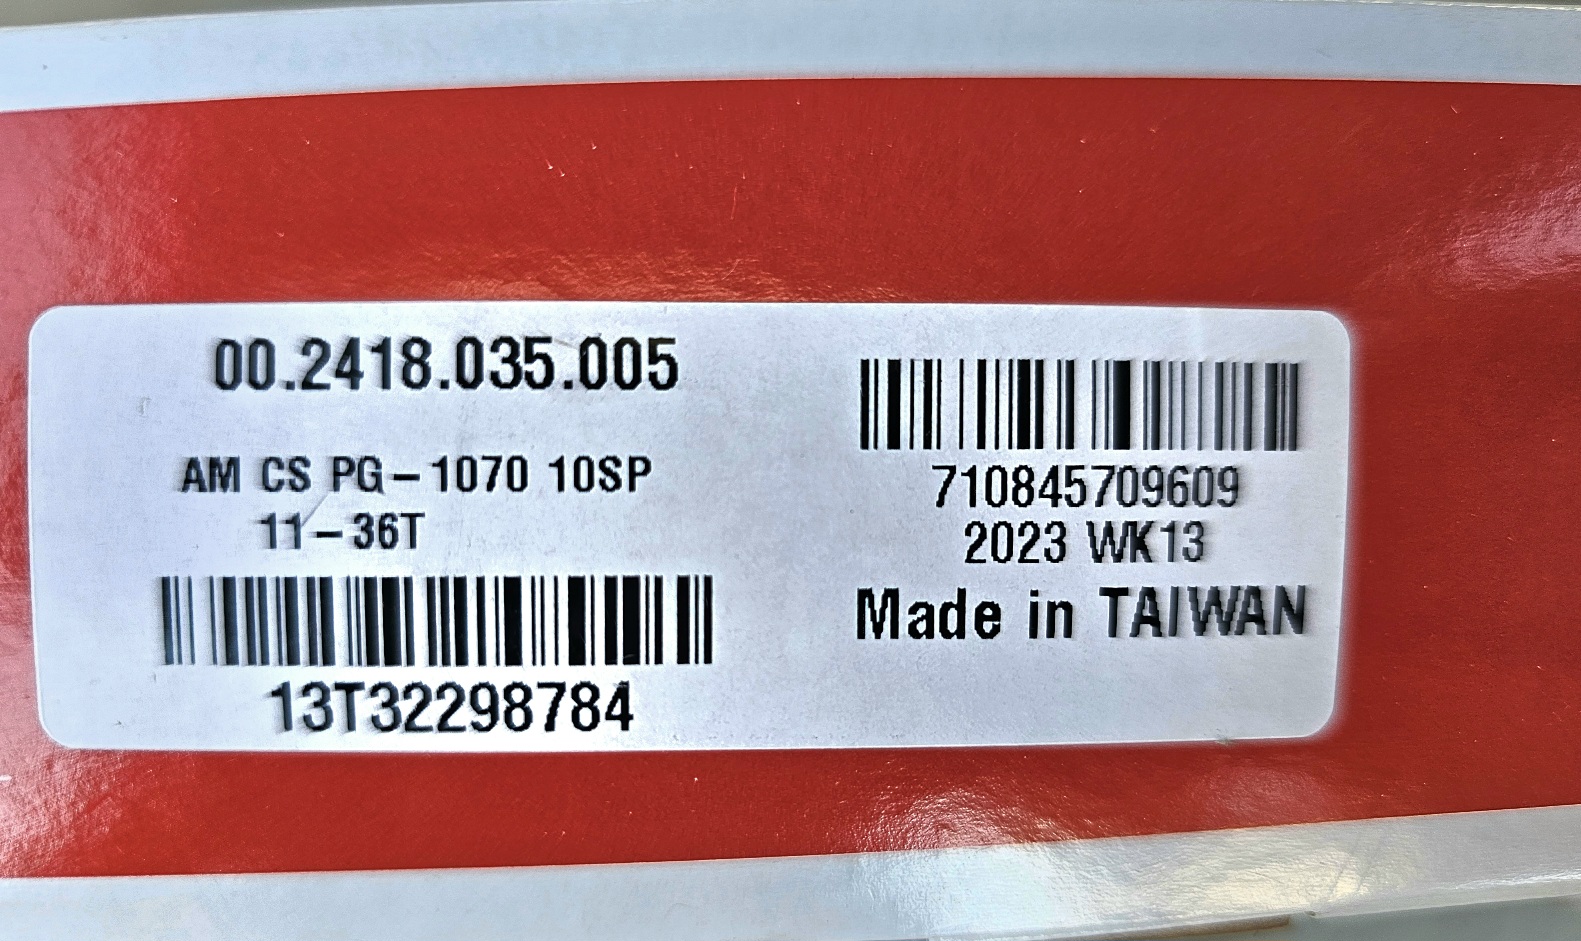 00.2418.035.005
AM CS PG-1070 10SP
11-36T
13T32298784
710845709609
2023 WK13
Made in TAIWAN